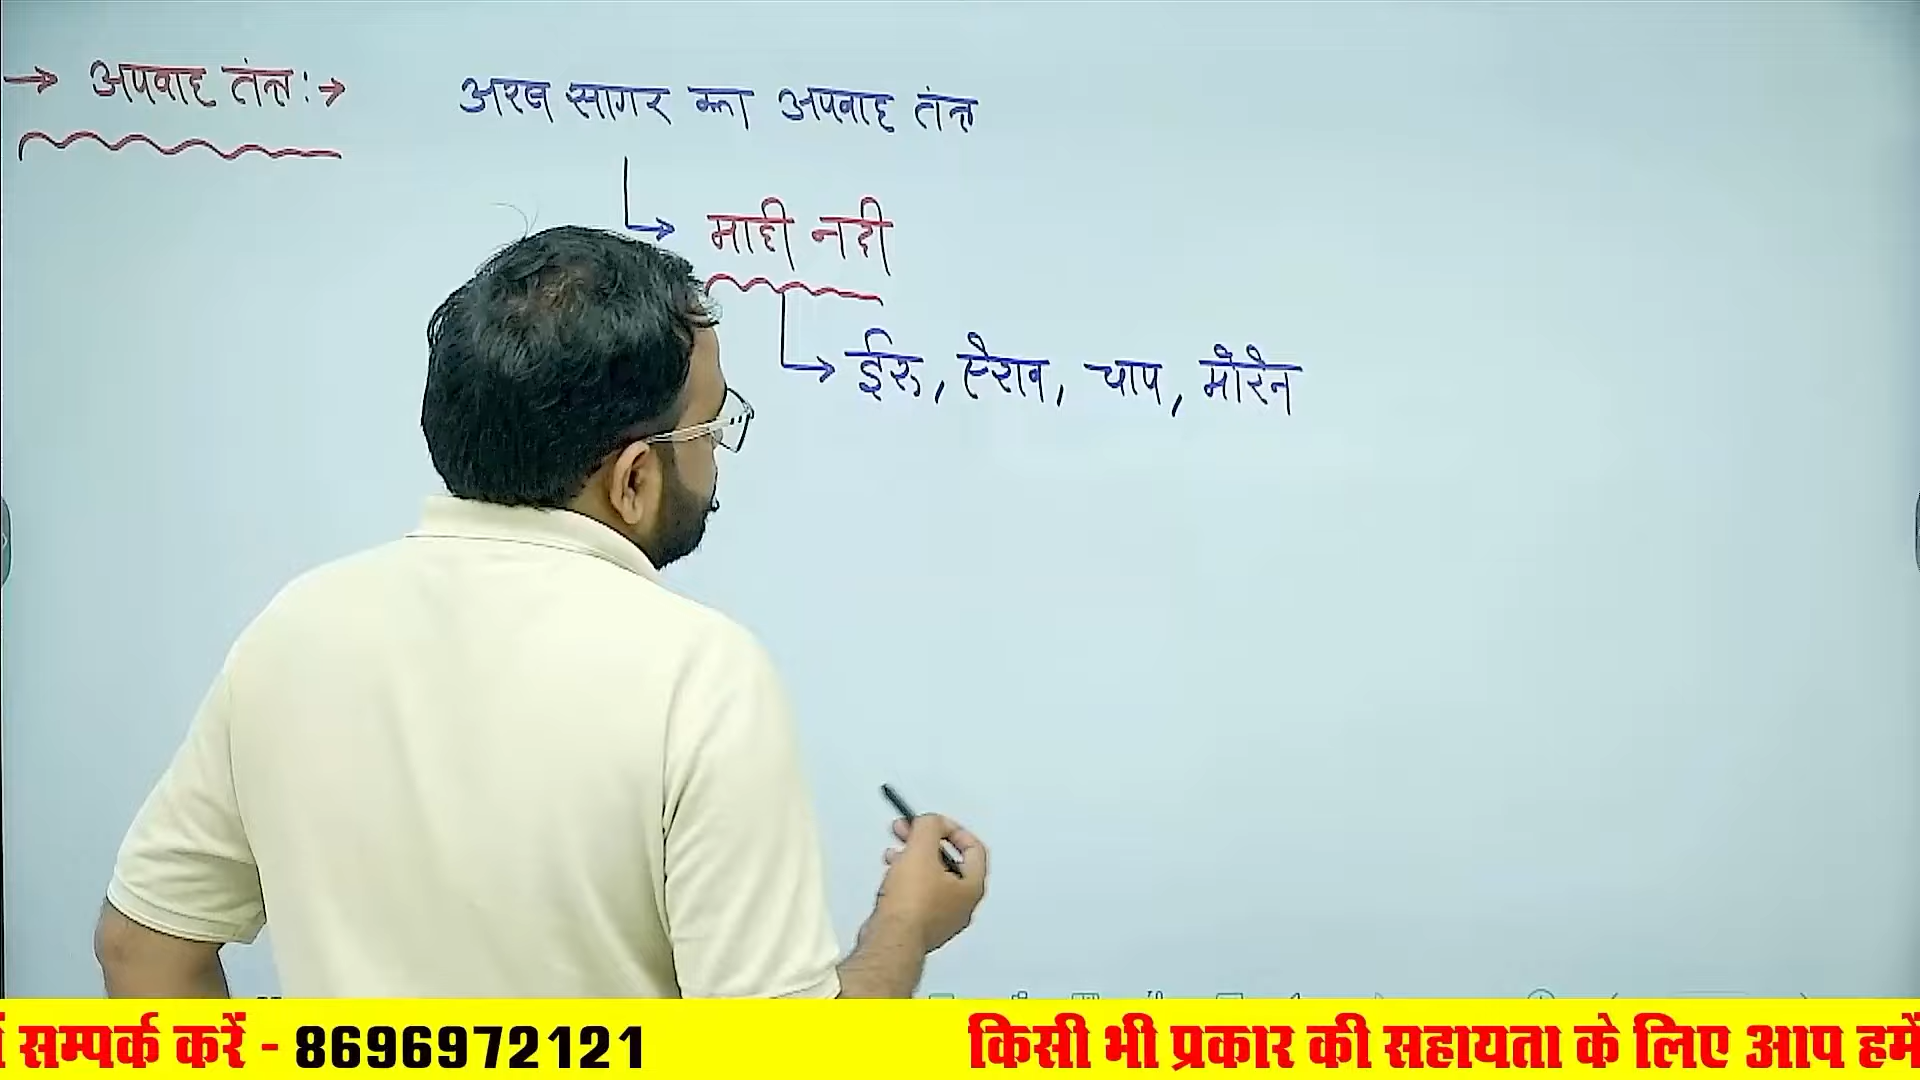 → अपवाह तंत्र :→ अरब सागर का अपवाह तंत्र
→ माही नदी
→ ईरू, ऐराव, चाप, मोरेन
सम्पर्क करें - 8696972121 किसी भी प्रकार की सहायता के लिए आप हमें